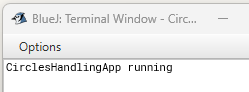 BlueJ: Terminal Window - Circ...
Options
CirclesHandlingApp running